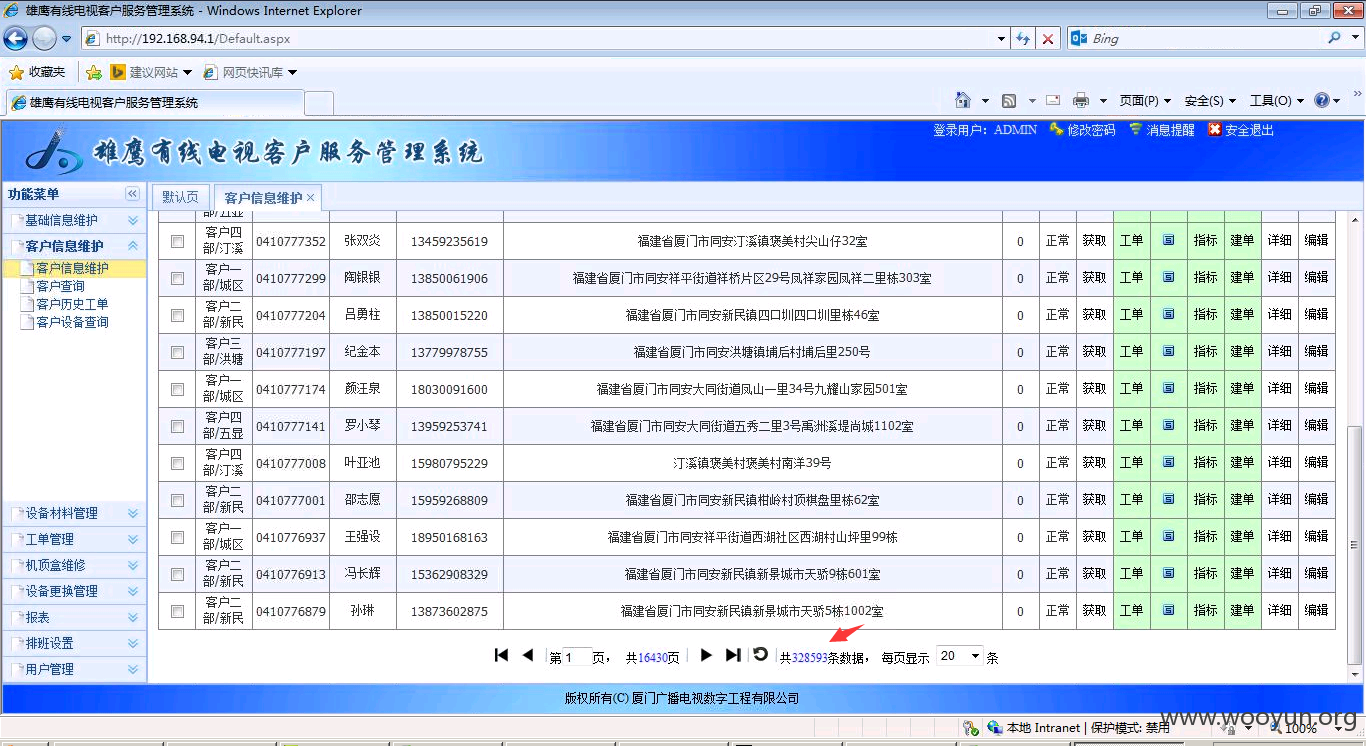 雄鹰有线电视客户服务管理系统 - Windows Internet Explorer
http://192.168.94.1/Default.aspx
Bing
收藏夹 建议网站 网页快讯库
雄鹰有线电视客户服务管理系统
页面(P) 安全(S) 工具(O)
雄鹰有线电视客户服务管理系统
登录用户: ADMIN 修改密码 消息提醒 安全退出
功能菜单
基础信息维护
客户信息维护
客户信息维护
客户查询
客户历史工单
客户设备查询
设备材料管理
工单管理
机顶盒维修
设备更换管理
报表
排班设置
用户管理
默认页 客户信息维护
部/五显
客户四部/汀溪 0410777352 张双炎 13459235619 福建省厦门市同安汀溪镇褒美村尖山仔32室 0 正常 获取 工单 指标 建单 详细 编辑
客户一部/城区 0410777299 陶银银 13850061906 福建省厦门市同安祥平街道祥桥片区29号凤祥家园凤祥二里栋303室 0 正常 获取 工单 指标 建单 详细 编辑
客户二部/新民 0410777204 吕勇柱 13850015220 福建省厦门市同安新民镇四口圳四口圳里栋46室 0 正常 获取 工单 指标 建单 详细 编辑
客户三部/洪塘 0410777197 纪金本 13779978755 福建省厦门市同安洪塘镇埔后村埔后里250号 0 正常 获取 工单 指标 建单 详细 编辑
客户一部/城区 0410777174 颜汪泉 18030091600 福建省厦门市同安大同街道凤山一里34号九耀山家园501室 0 正常 获取 工单 指标 建单 详细 编辑
客户四部/五显 0410777141 罗小琴 13959253741 福建省厦门市同安大同街道五秀二里3号禹洲溪堤尚城1102室 0 正常 获取 工单 指标 建单 详细 编辑
客户四部/汀溪 0410777008 叶亚池 15980795229 汀溪镇褒美村褒美村南洋39号 0 正常 获取 工单 指标 建单 详细 编辑
客户二部/新民 0410777001 邵志愿 15959268809 福建省厦门市同安新民镇柑岭村顶棋盘里栋62室 0 正常 获取 工单 指标 建单 详细 编辑
客户一部/城区 0410776937 王强设 18950168163 福建省厦门市同安祥平街道西湖社区西湖村山坪里99栋 0 正常 获取 工单 指标 建单 详细 编辑
客户二部/新民 0410776913 冯长辉 15362908329 福建省厦门市同安新民镇新景城市天骄9栋601室 0 正常 获取 工单 指标 建单 详细 编辑
客户二部/新民 0410776879 孙琳 13873602875 福建省厦门市同安新民镇新景城市天骄5栋1002室 0 正常 获取 工单 指标 建单 详细 编辑
第 1 页, 共16430页 共328593条数据, 每页显示 20 条
版权所有(C) 厦门广播电视数字工程有限公司
本地 Intranet | 保护模式: 禁用 100%
www.wooyun.org